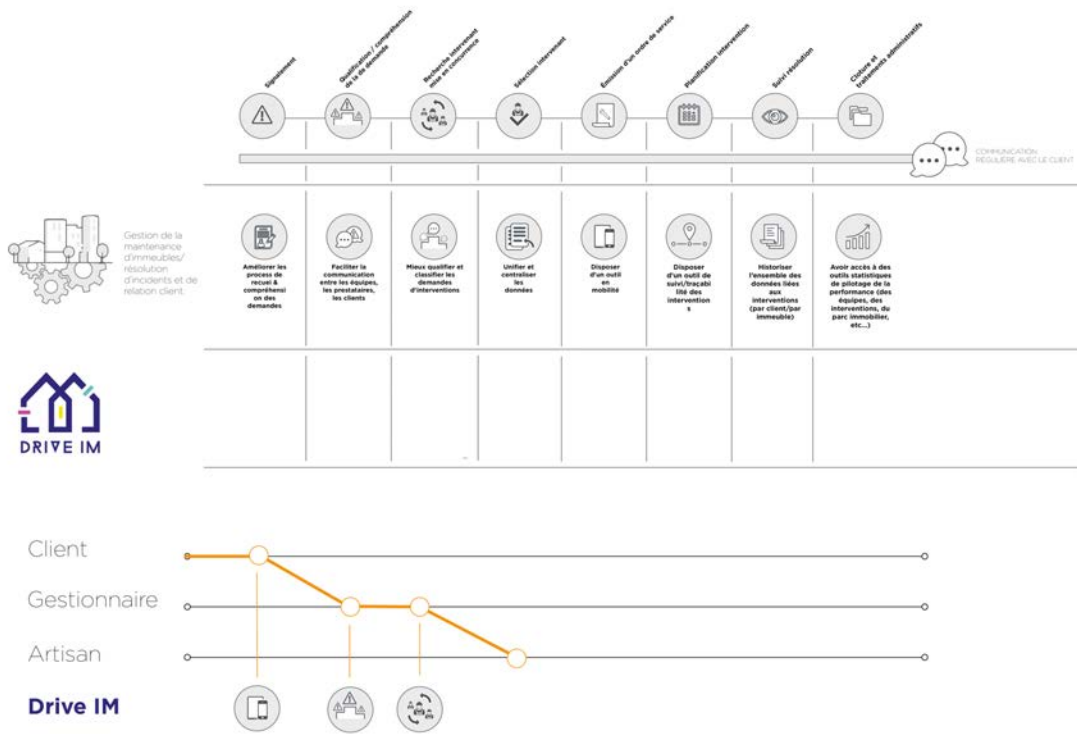 Signalement
Qualification / compréhension
de la de demande
Recherche intervenant
mise en concurrence
Sélection intervenant
Émission d'un ordre de service
Planification intervention
Suivi résolution
Cloture et
traitements administratifs
COMMUNICATION
RÉGULIÈRE AVEC LE CLIENT
Gestion de la
maintenance
d'immeubles/
résolution
d'incidents et de
relation client
Améliorer les
process de
recueil &
compréhensi
on des
demandes
Faciliter la
communication
entre les équipes,
les prestataires,
les clients
Mieux qualifier et
classifier les
demandes
d'interventions
Unifier et
centraliser
les
données
Disposer
d'un outil
en
mobilité
Disposer
d'un outil de
suivi/traçabi
lité des
intervention
s
Historiser
l'ensemble des
données liées
aux
interventions
(par client/par
immeuble)
Avoir accès à des
outils statistiques
de pilotage de la
performance (des
équipes, des
interventions, du
parc immobilier,
etc...)
DRIVE IM
Client
Gestionnaire
Artisan
Drive IM